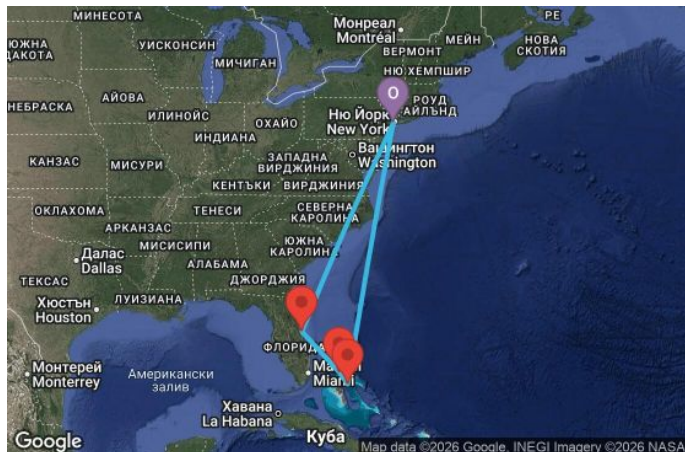 МИНЕСОТА
Монреал
Montréal
РЕ
ЮЖНА
ДАКОТА
УИСКОНСИН
МИЧИГАН
ВЕРМОНТ
МЕЙН
НОВА
СКОТИЯ
НЮ ХЕМПШИР
НЕБРАСКА
АЙОВА
ИЛИНОЙС
ОХАЙО
O
РОУД
АЙЛЪНД
Ню Йорк
New York
ИНДИАНА
КАНЗАС
МИСУРИ
ЗАПАДНА
ВИРДЖИНИЯ
Вашингтон
Washington
КЕНТЪКИ
ВИРДЖИНИЯ
ОКЛАХОМА
ТЕНЕСИ
СЕВЕРНА
КАРОЛИНА
АРКАНЗАС
Далас
Dallas
МИСИСИПИ
АЛАБАМА
ЮЖНА
КАРОЛИНА
ДЖОРДЖИЯ
ТЕКСАС
ЛУИЗИАНА
Хюстън
Houston
ФЛОРИДА
Miami
Монтерей
Monterrey
Американски
залив
Хавана
La Habana
Куба
Google
Map data ©2026 Google, INEGI Imagery ©2026 NASA